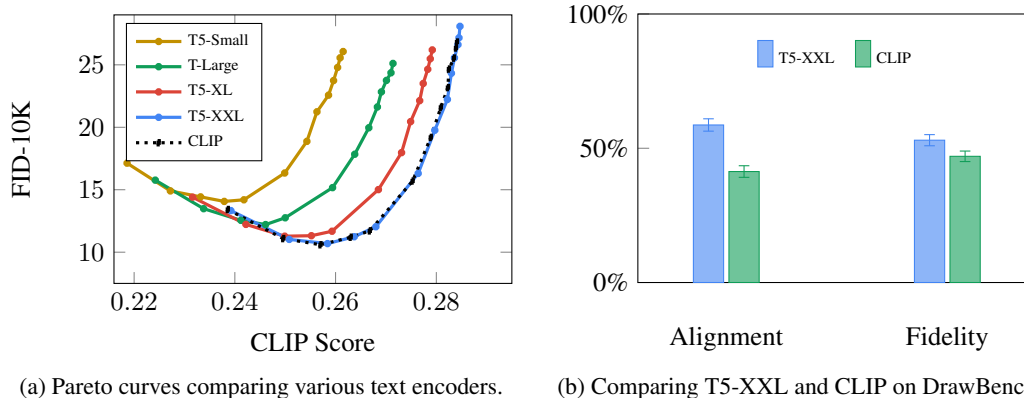 T5-Small
T-Large
T5-XL
T5-XXL
CLIP
25
20
15
10
0.22 0.24 0.26 0.28
FID-10K
CLIP Score
(a) Pareto curves comparing various text encoders.
100%
50%
0%
T5-XXL CLIP
Alignment Fidelity
(b) Comparing T5-XXL and CLIP on DrawBenc